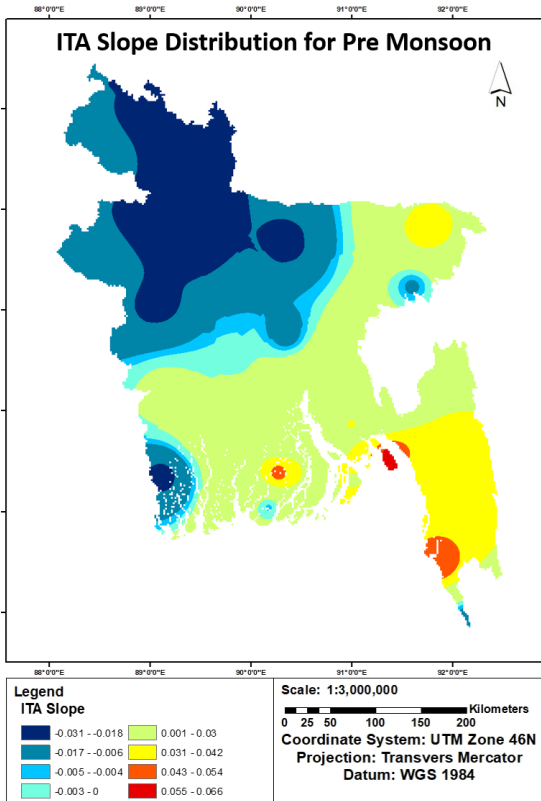 88°0'0"E 89°0'0"E 90°0'0"E 91°0'0"E 92°0'0"E
ITA Slope Distribution for Pre Monsoon
N
88°0'0"E 89°0'0"E 90°0'0"E 91°0'0"E 92°0'0"E
Legend
ITA Slope
-0.031 - -0.018
-0.017 - -0.006
-0.005 - -0.004
-0.003 - 0
0.001 - 0.03
0.031 - 0.042
0.043 - 0.054
0.055 - 0.066
Scale: 1:3,000,000
Kilometers
0 25 50 100 150 200
Coordinate System: UTM Zone 46N
Projection: Transvers Mercator
Datum: WGS 1984